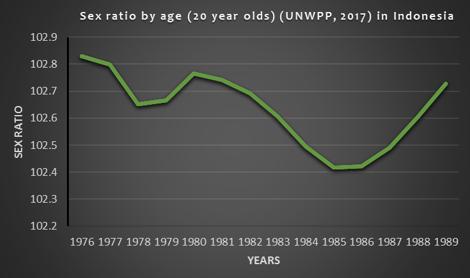 Sex ratio by age (20 year olds) (UNWPP, 2017) in Indonesia
102.9
102.8
102.7
102.6
102.5
102.4
102.3
102.2
SEX RATIO
1976 1977 1978 1979 1980 1981 1982 1983 1984 1985 1986 1987 1988 1989
YEARS